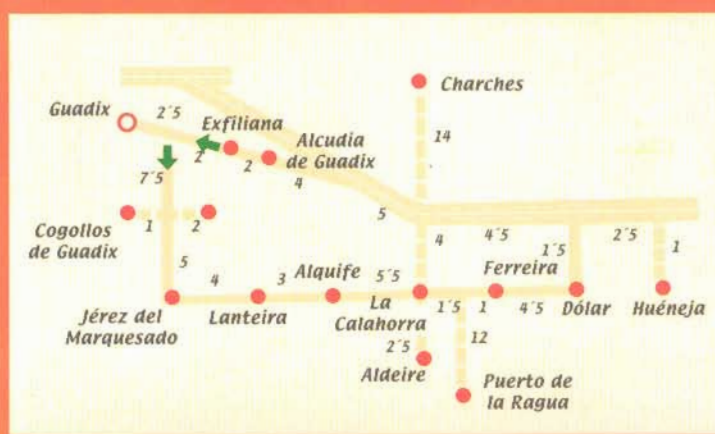 Charches
Guadix
2´5
Exfiliana
Alcudia
de Guadix
14
2
2
4
7´5
5
Cogollos
de Guadix
1
2
4
4´5
1´5
2´5
1
5
4
3
Alquife
5´5
Ferreira
Jérez del
Marquesado
Lanteira
La
Calahorra
1´5
1
4´5
Dólar
Huéneja
2´5
12
Aldeire
Puerto de
la Ragua